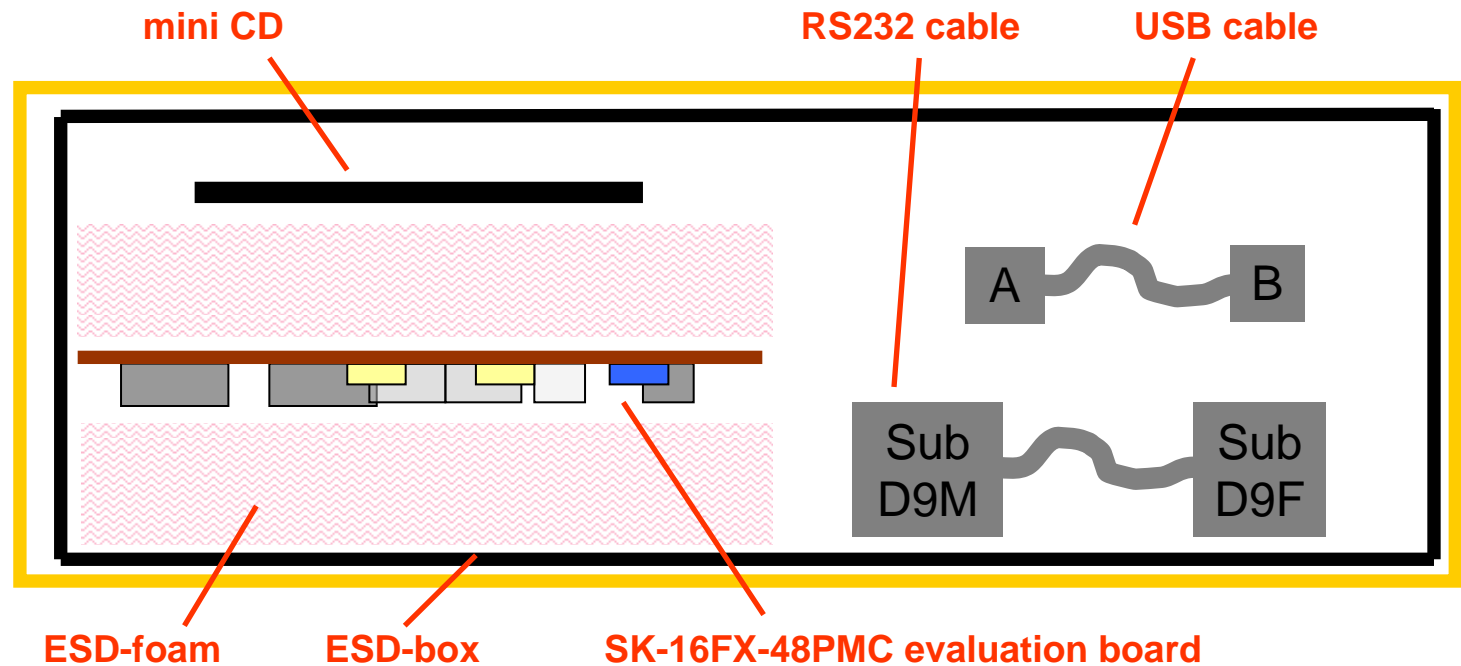 mini CD
RS232 cable
USB cable
A
B
Sub
D9M
Sub
D9F
ESD-foam
ESD-box
SK-16FX-48PMC evaluation board